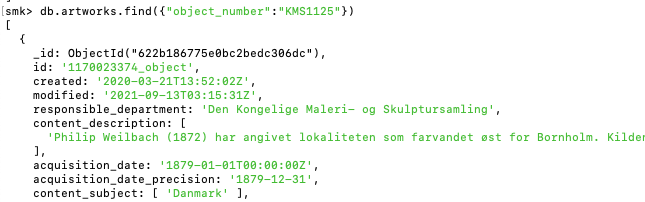 [smk> db.artworks.find({"object_number":"KMS1125"})
[
  {
    _id: ObjectId("622b186775e0bc2bedc306dc"),
    id: '1170023374_object',
    created: '2020-03-21T13:52:02Z',
    modified: '2021-09-13T03:15:31Z',
    responsible_department: 'Den Kongelige Maleri- og Skulptursamling',
    content_description: [
      'Philip Weilbach (1872) har angivet lokaliteten som farvandet øst for Bornholm. Kilden
    ],
    acquisition_date: '1879-01-01T00:00:00Z',
    acquisition_date_precision: '1879-12-31',
    content_subject: [ 'Danmark' ],